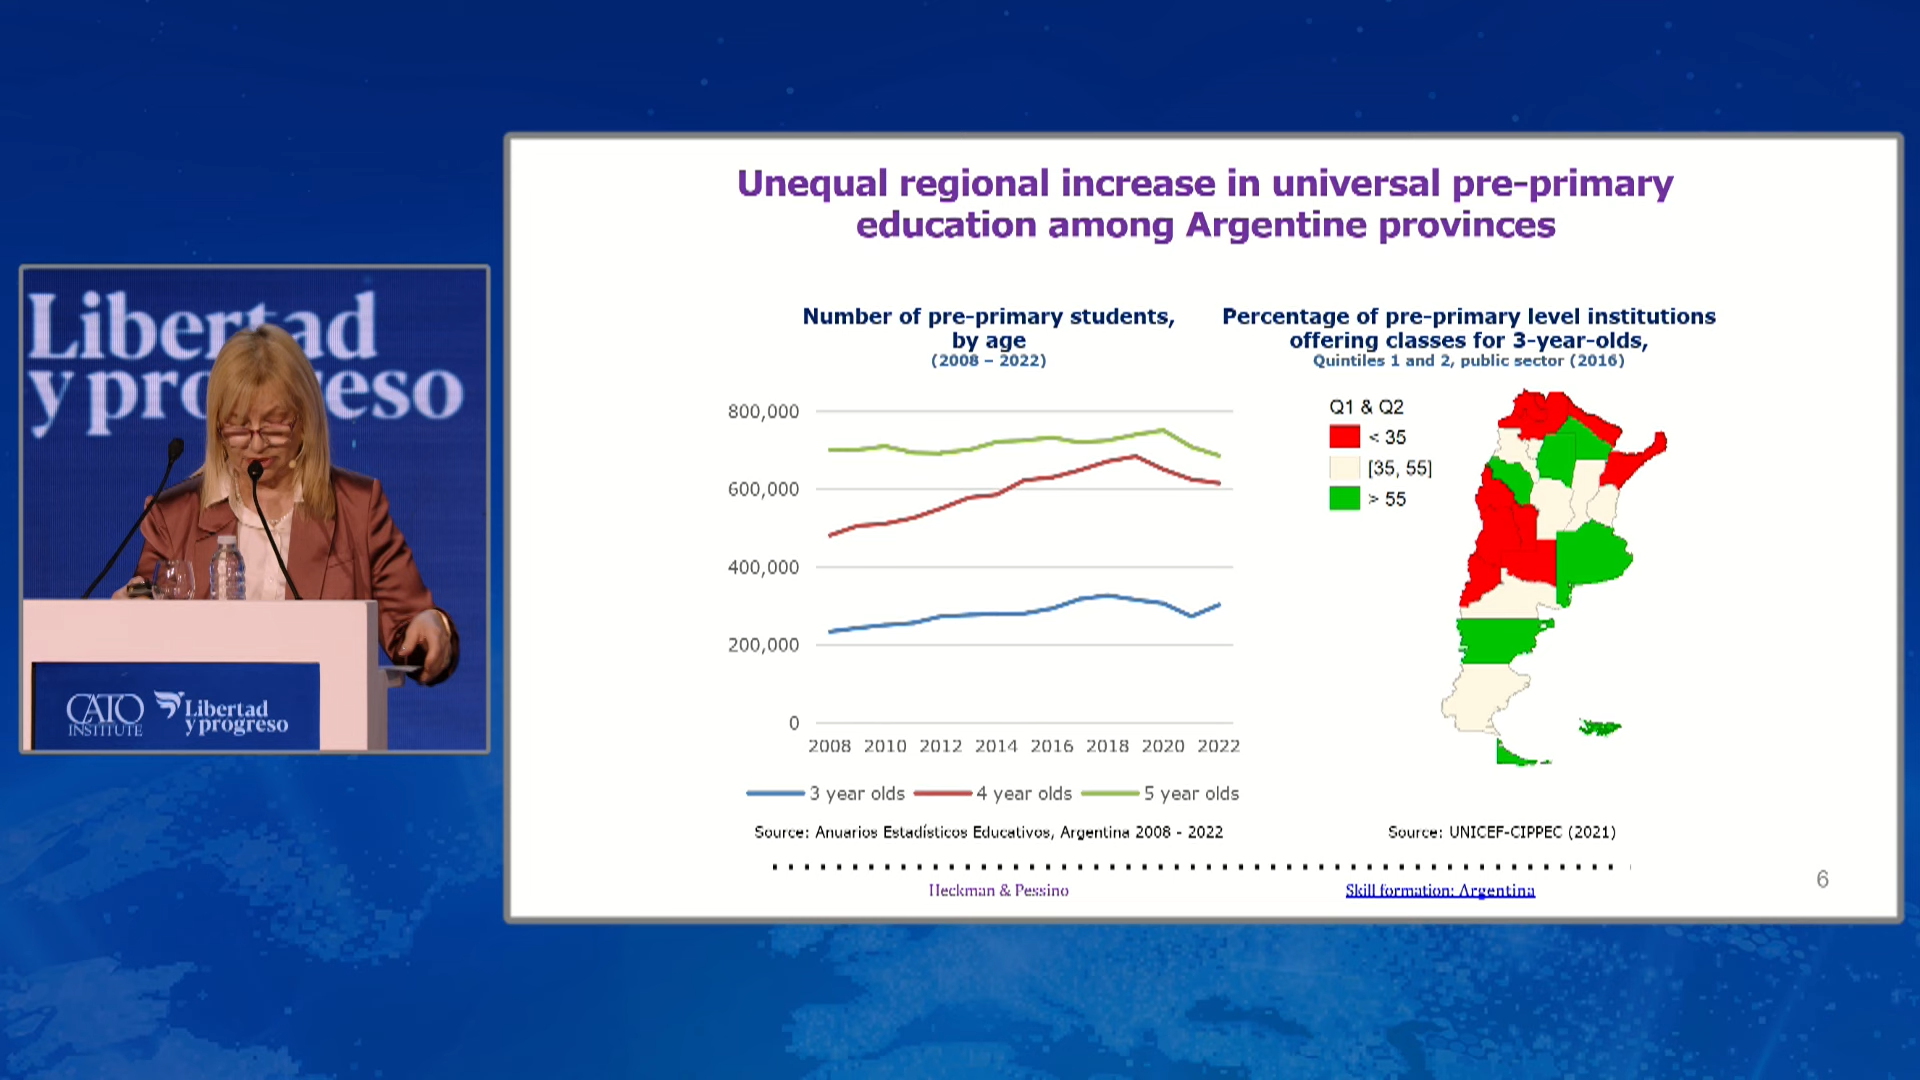 Libertad
y progreso
CATO
INSTITUTE
Libertad
y progreso
Unequal regional increase in universal pre-primary
education among Argentine provinces
Number of pre-primary students,
by age
(2008 – 2022)
800,000
600,000
400,000
200,000
0
2008 2010 2012 2014 2016 2018 2020 2022
3 year olds 4 year olds 5 year olds
Source: Anuarios Estadísticos Educativos, Argentina 2008 - 2022
Percentage of pre-primary level institutions
offering classes for 3-year-olds,
Quintiles 1 and 2, public sector (2016)
Q1 & Q2
< 35
[35, 55]
> 55
Source: UNICEF-CIPPEC (2021)
Heckman & Pessino
Skill formation: Argentina
6